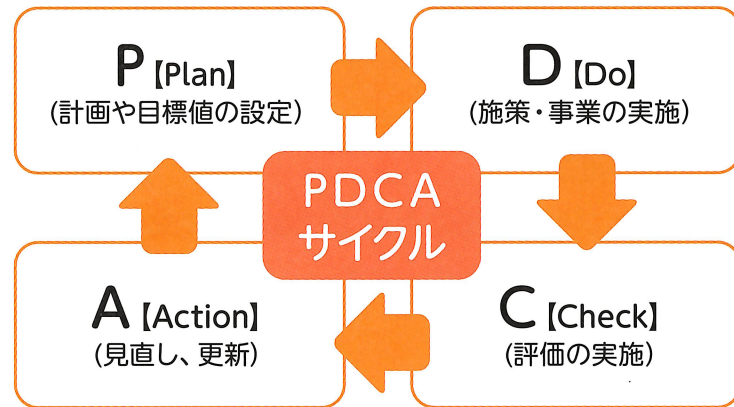 P【Plan】
(計画や目標値の設定)
D【Do】
(施策・事業の実施)
PDCA
サイクル
A【Action】
(見直し、更新)
C【Check】
(評価の実施)